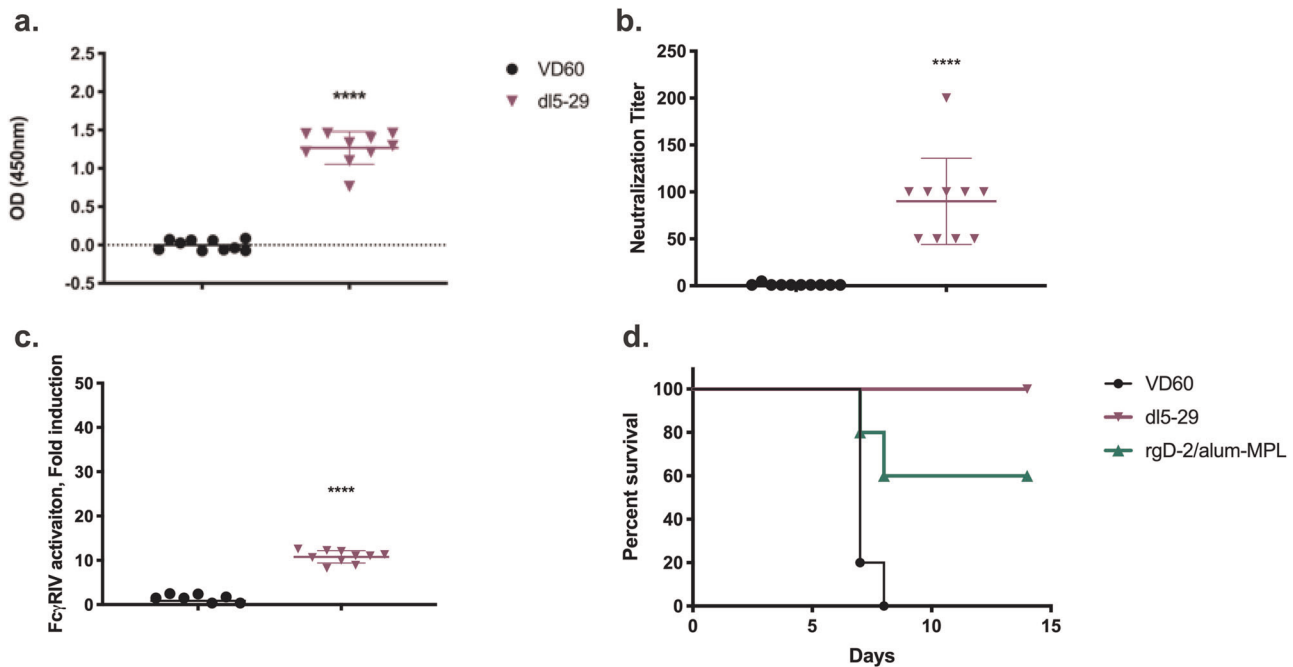 a.
2.5
2.0
1.5
1.0
0.5
0.0
-0.5
OD (450nm)
****
VD60
dl5-29
b.
250
200
150
100
50
0
Neutralization Titer
****
c.
50
40
30
20
10
0
FcγRIV activaiton, Fold induction
****
d.
100
80
60
40
20
0
Percent survival
0
5
10
15
Days
VD60
dl5-29
rgD-2/alum-MPL